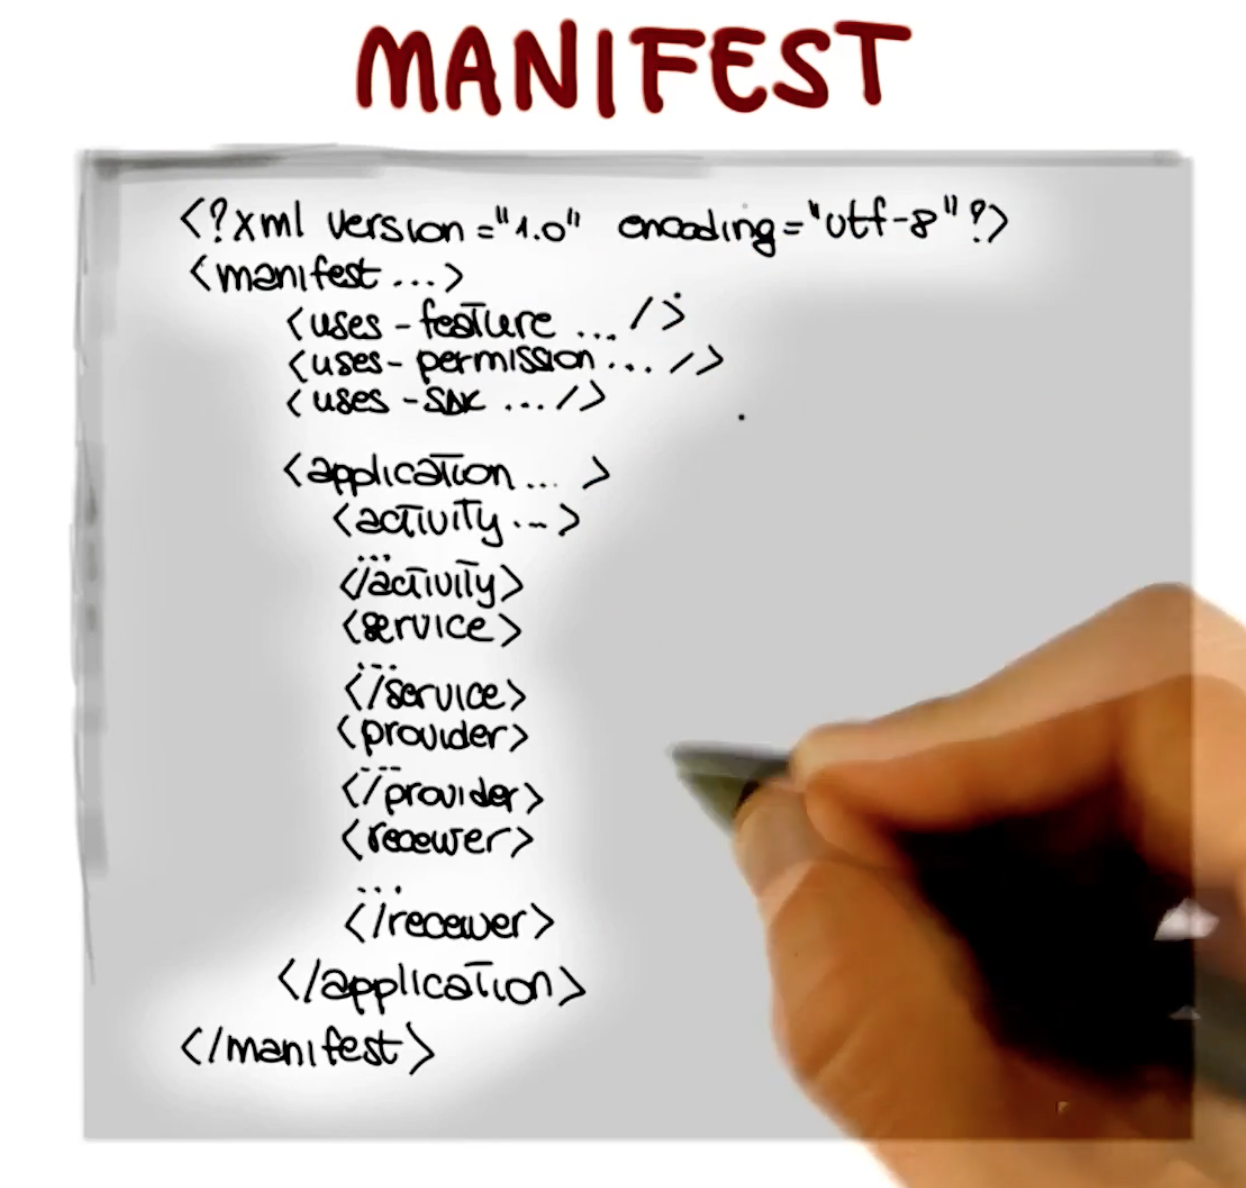 MANIFEST
<?xml version="1.0" encoding="utf-8"?>
<manifest ...>
<uses-feature ... />
<uses-permission ... />
<uses-SDK ... />
<application ... >
<activity ... >
...
</activity>
<service>
...
</service>
<provider>
...
</provider>
<receiver>
...
</receiver>
</application>
</manifest>